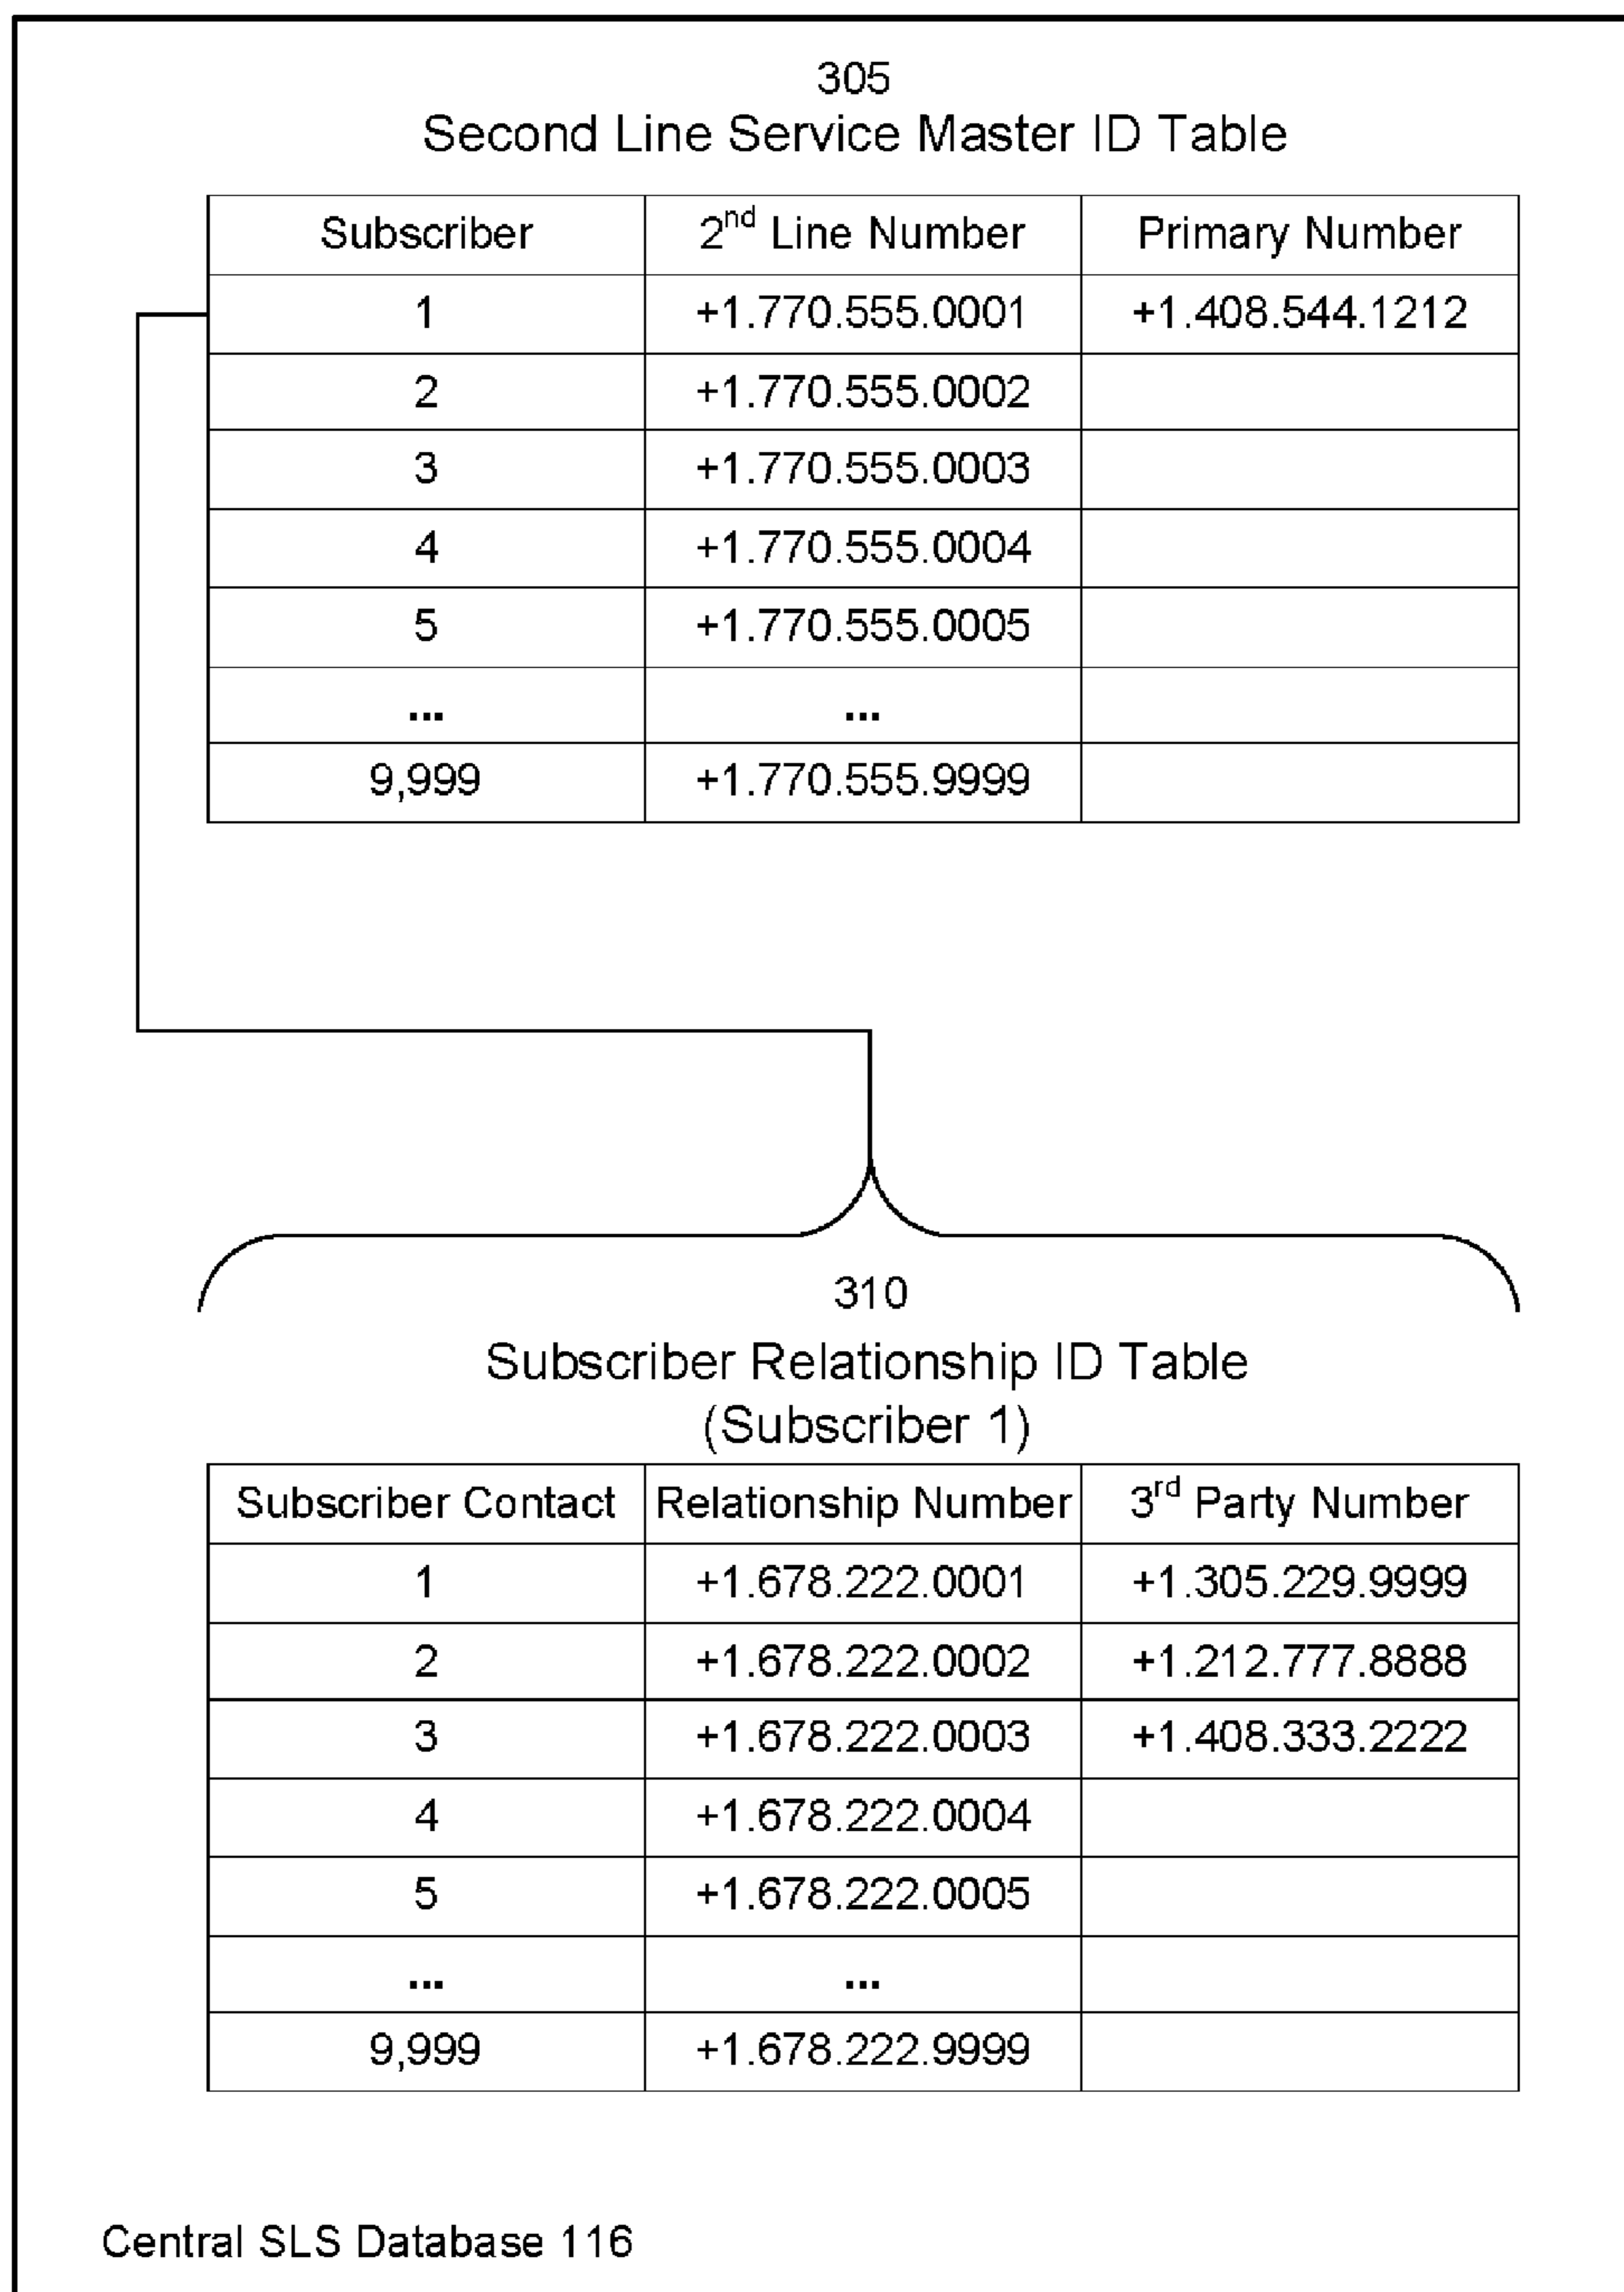 305
Second Line Service Master ID Table
Subscriber 2nd Line Number Primary Number
1 +1.770.555.0001 +1.408.544.1212
2 +1.770.555.0002
3 +1.770.555.0003
4 +1.770.555.0004
5 +1.770.555.0005
... ...
9,999 +1.770.555.9999
310
Subscriber Relationship ID Table
(Subscriber 1)
Subscriber Contact Relationship Number 3rd Party Number
1 +1.678.222.0001 +1.305.229.9999
2 +1.678.222.0002 +1.212.777.8888
3 +1.678.222.0003 +1.408.333.2222
4 +1.678.222.0004
5 +1.678.222.0005
... ...
9,999 +1.678.222.9999
Central SLS Database 116